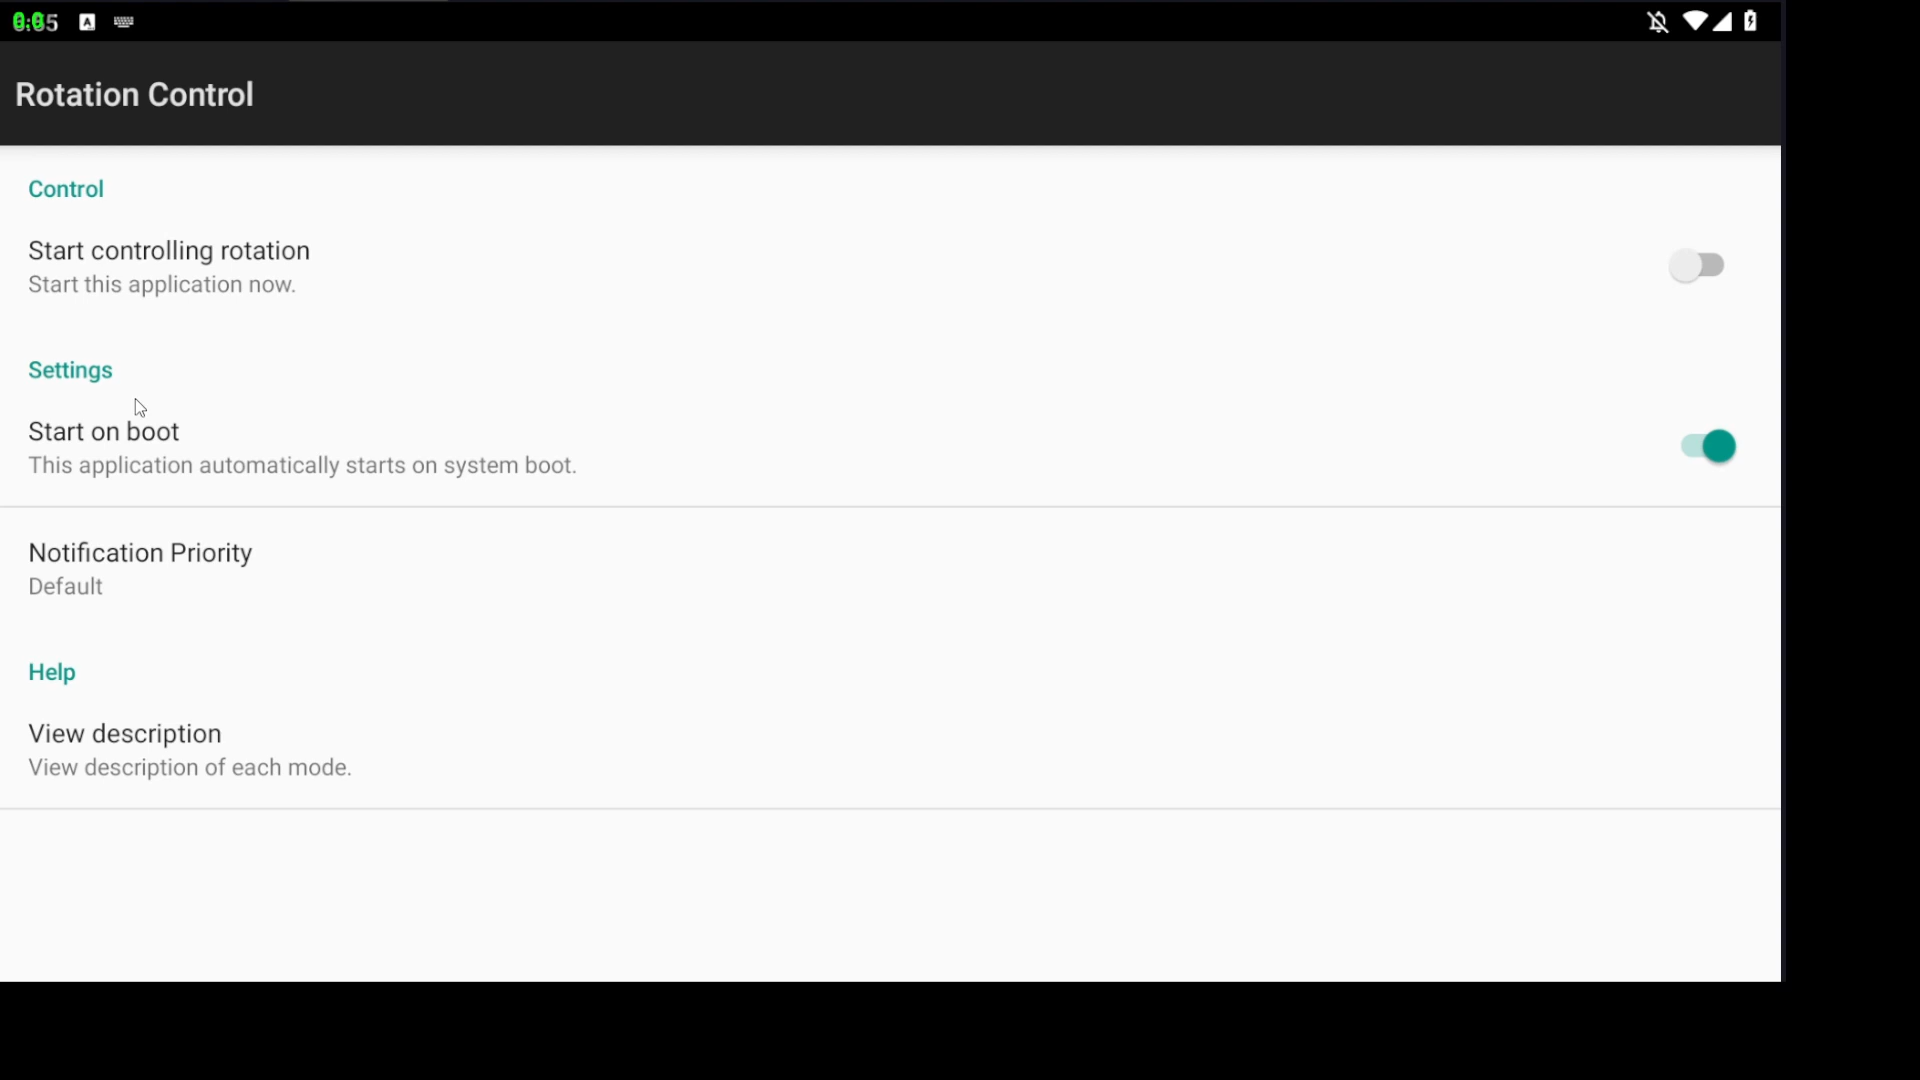 Rotation Control
Control
Start controlling rotation
Start this application now.
Settings
Start on boot
This application automatically starts on system boot.
Notification Priority
Default
Help
View description
View description of each mode.